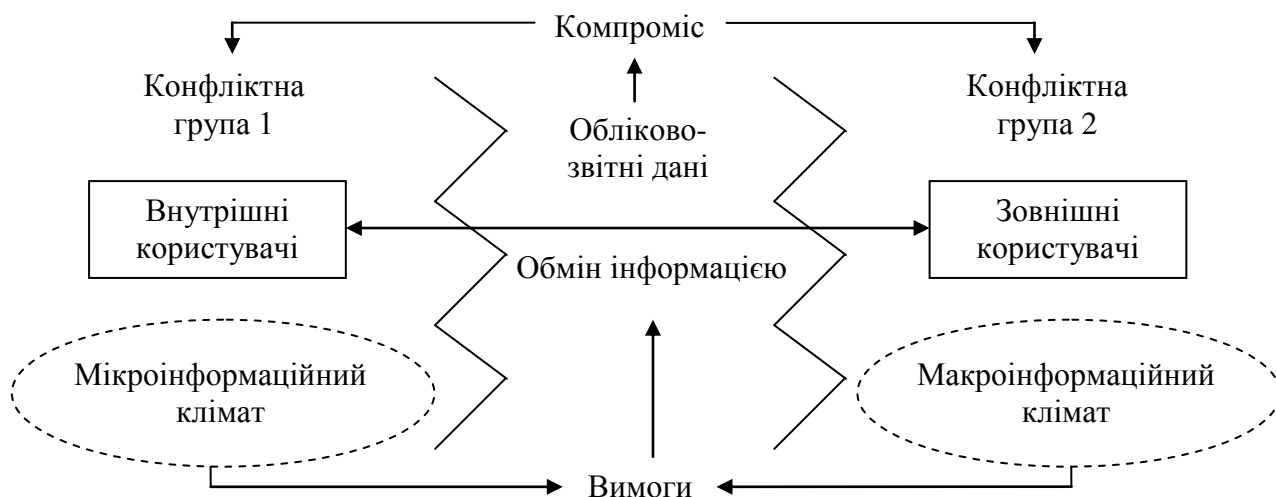 Компроміс
Конфліктна
група 1
Конфліктна
група 2
Обліково-
звітні дані
Внутрішні
користувачі
Зовнішні
користувачі
Обмін інформацією
Мікроінформаційний
клімат
Макроінформаційний
клімат
Вимоги